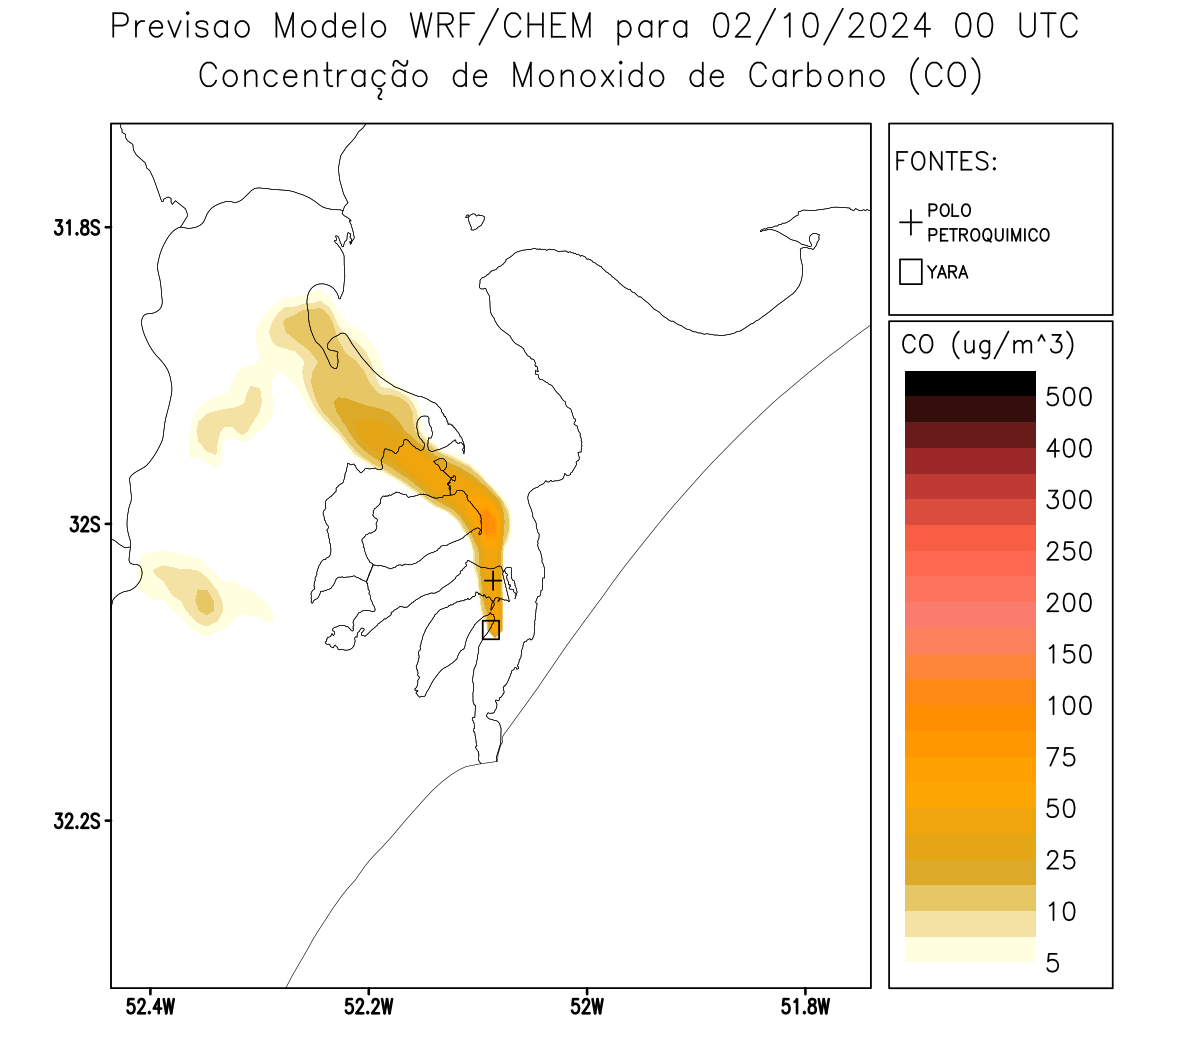 Previsao Modelo WRF/CHEM para 02/10/2024 00 UTC
Concentração de Monoxido de Carbono (CO)
FONTES:
POLO
PETROQUIMICO
YARA
CO (ug/m^3)
500
400
300
250
200
150
100
75
50
25
10
5
31.8S
32S
32.2S
52.4W
52.2W
52W
51.8W